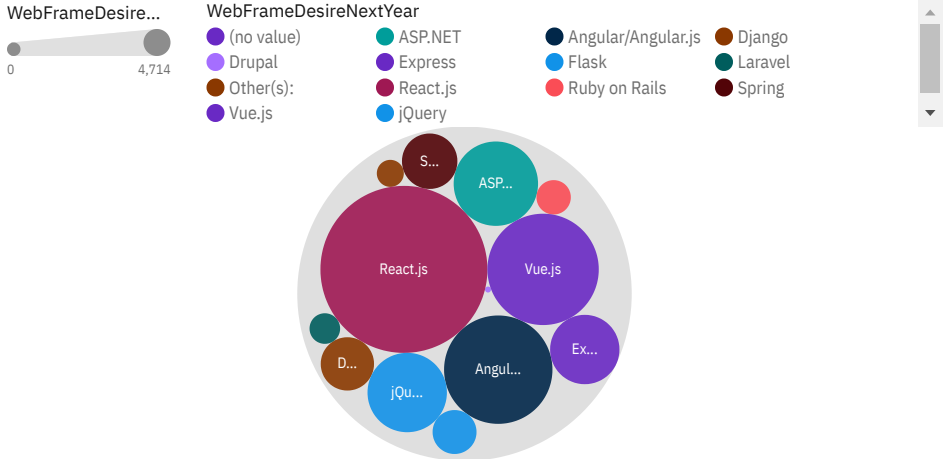 WebFrameDesire...
0 4,714
WebFrameDesireNextYear
(no value) ASP.NET Angular/Angular.js Django
Drupal Express Flask Laravel
Other(s): React.js Ruby on Rails Spring
Vue.js jQuery
S...
ASP...
React.js
Vue.js
Ex...
D...
Angul...
jQu...